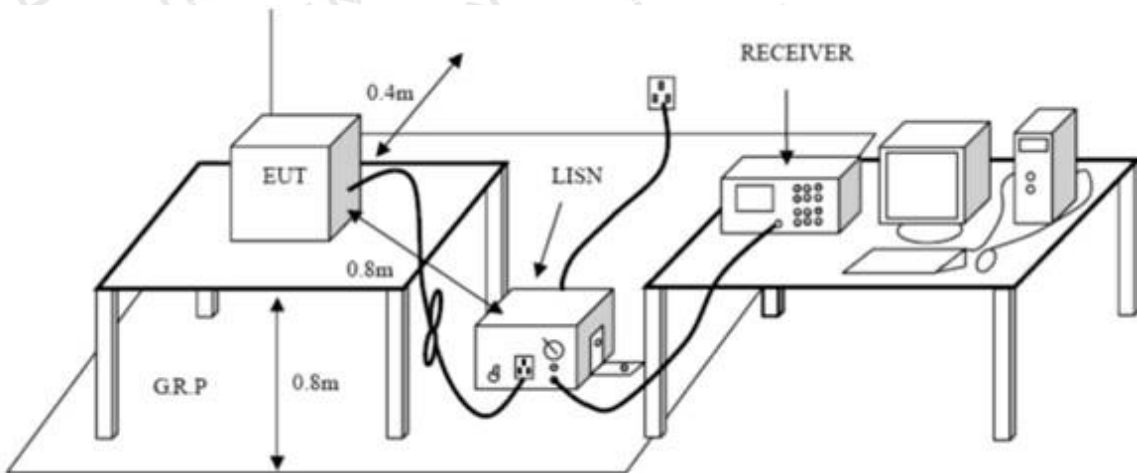 RECEIVER
0.4m
EUT
LISN
0.8m
0.8m
G.R.P